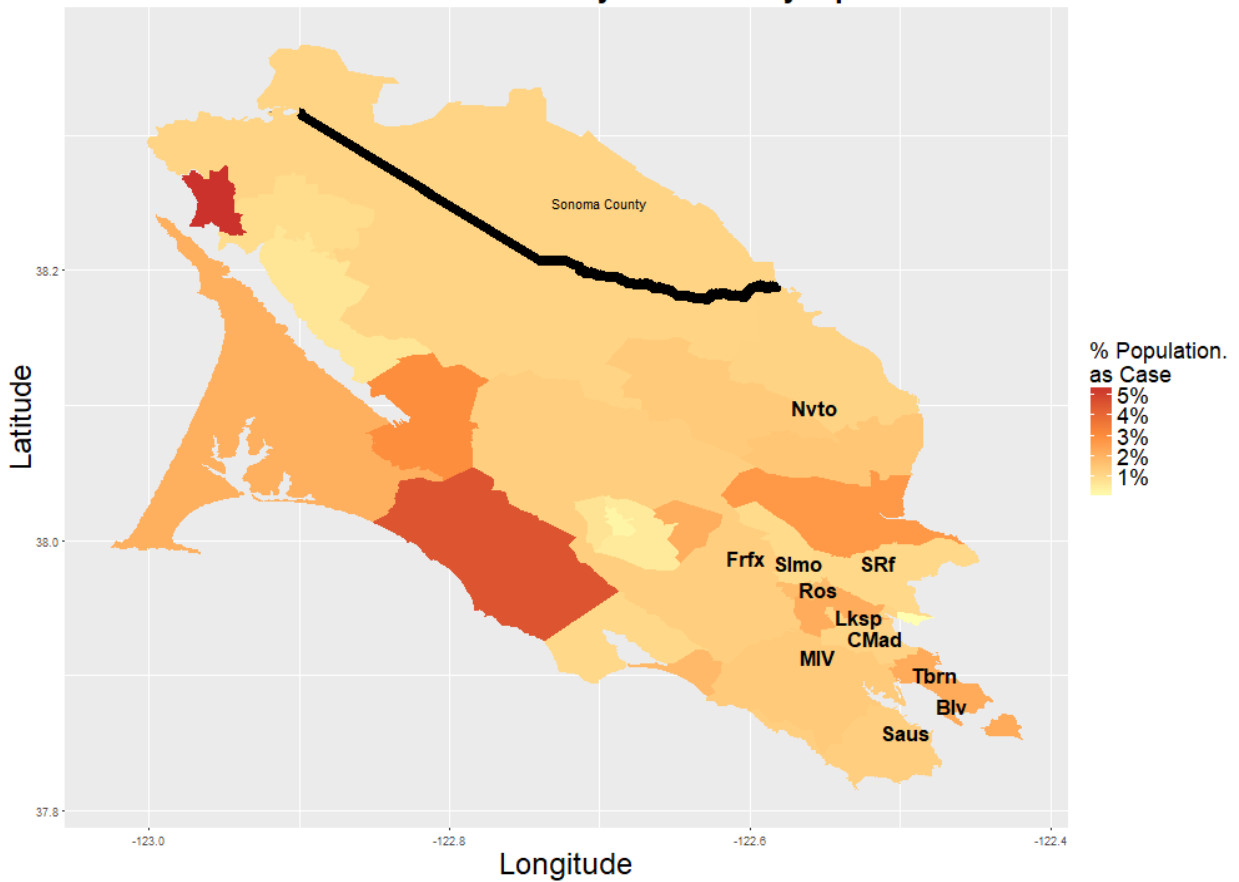 Sonoma County
38.2
Nvto
% Population.
as Case
5%
4%
3%
2%
1%
Latitude
38.0
Frfx
Slmo
SRf
Ros
Lksp
CMad
MlV
Tbrn
Blv
Saus
37.8
-123.0
-122.8
-122.6
-122.4
Longitude